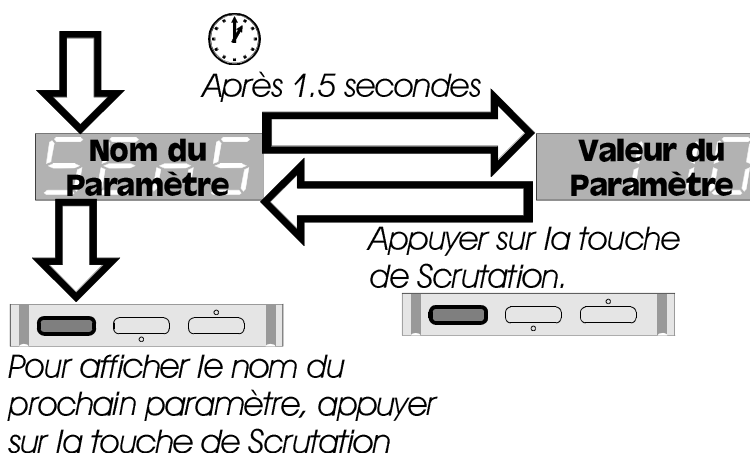 Après 1.5 secondes
Nom du
Paramètre
Valeur du
Paramètre
Appuyer sur la touche
de Scrutation.
Pour afficher le nom du
prochain paramètre, appuyer
sur la touche de Scrutation